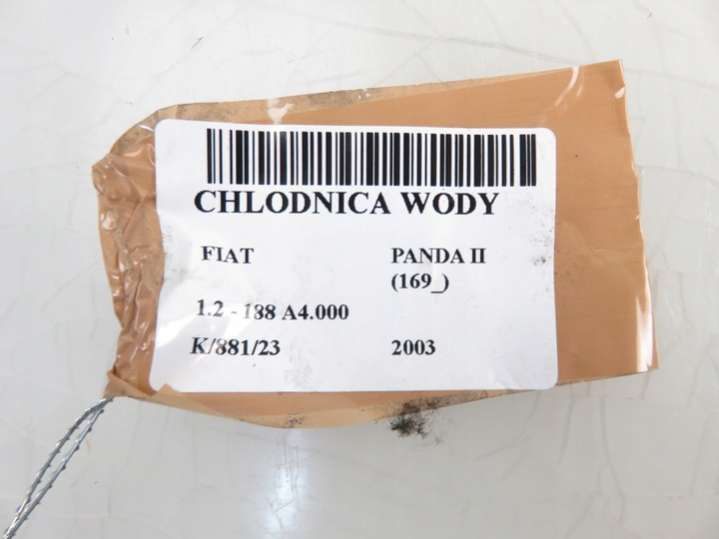 CHLODNICA WODY
FIAT PANDA II
(169_)
1.2 - 188 A4.000
K/881/23 2003